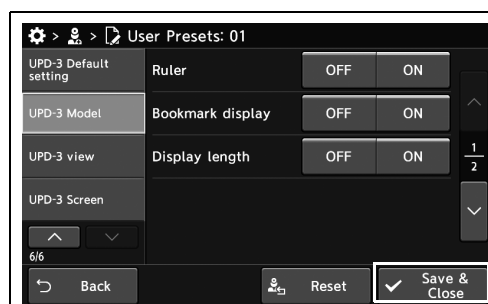 > > User Presets: 01
UPD-3 Default
setting
Ruler
OFF
ON
UPD-3 Model
Bookmark display
OFF
ON
UPD-3 view
Display length
OFF
ON
1
2
UPD-3 Screen
6/6
Back
Reset
Save &
Close